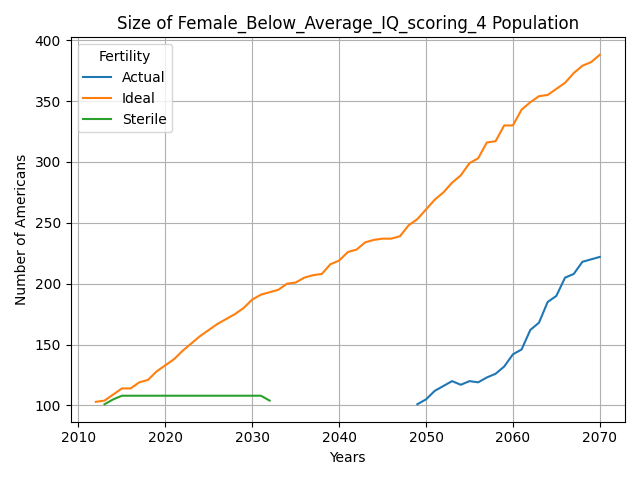 Size of Female_Below_Average_IQ_scoring_4 Population
Fertility
Actual
Ideal
Sterile
Number of Americans
400
350
300
250
200
150
100
2010 2020 2030 2040 2050 2060 2070
Years